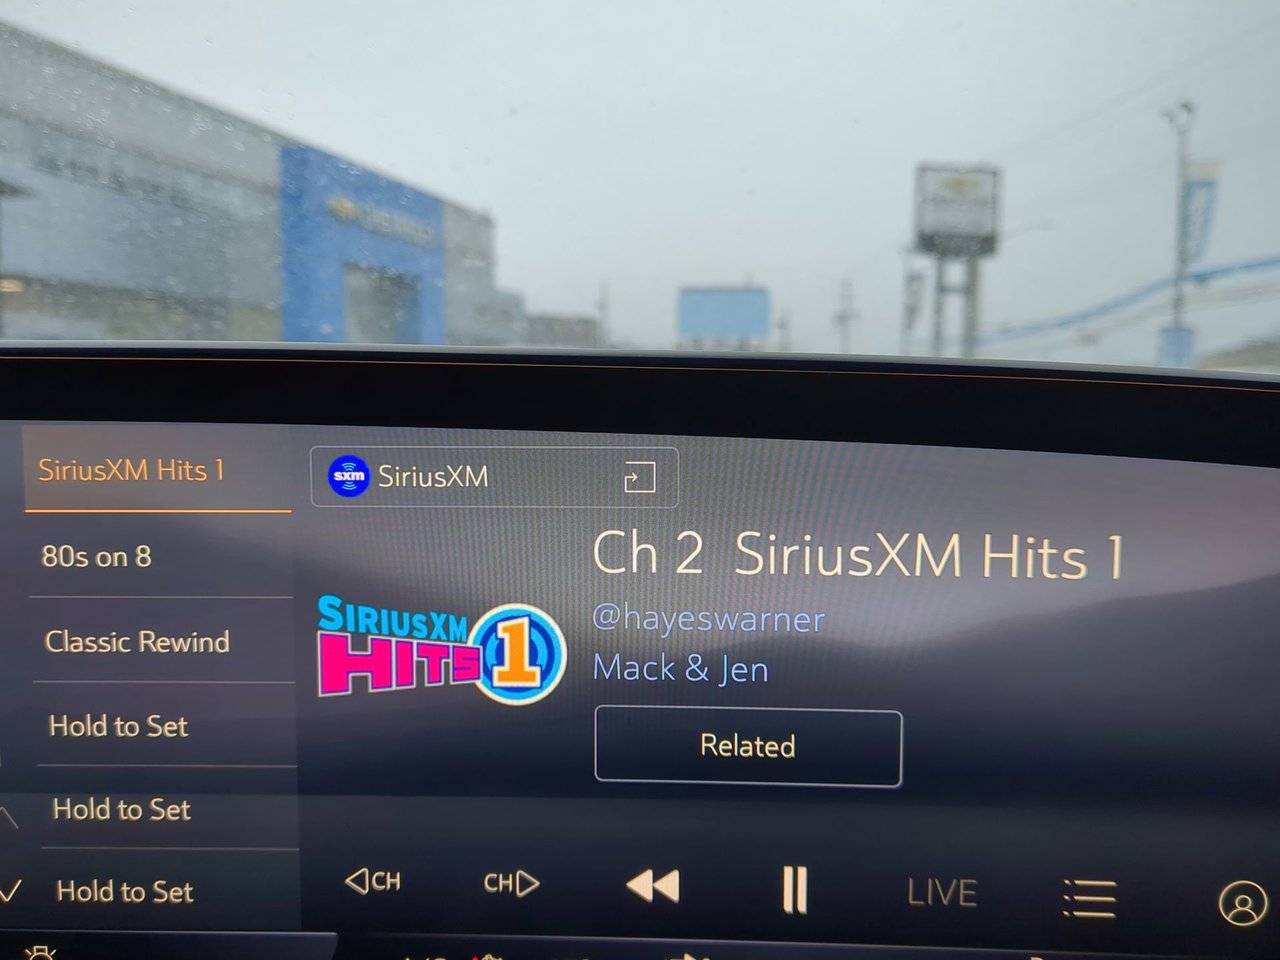 SiriusXM Hits 1
80s on 8
Classic Rewind
Hold to Set
Hold to Set
Hold to Set
sxm SiriusXM
Ch 2 SiriusXM Hits 1
@hayeswarner
Mack & Jen
SIRIUSXM
HITS 1
Related
CH
CH
LIVE